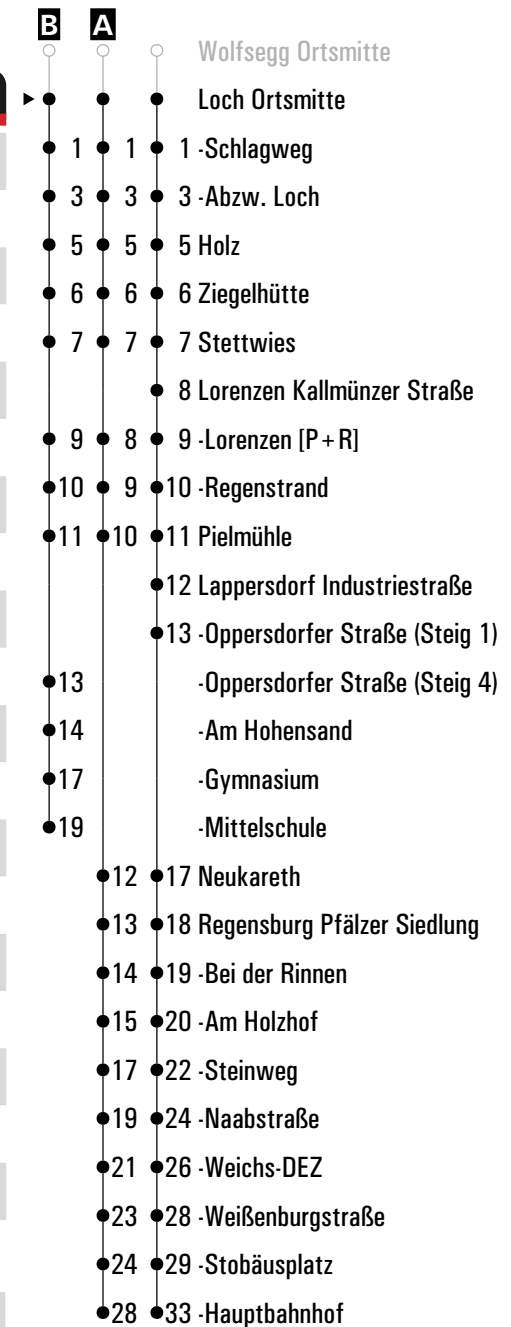 B A
Wolfsegg Ortsmitte
Loch Ortsmitte
1 1 1 -Schlagweg
3 3 3 -Abzw. Loch
5 5 5 Holz
6 6 6 Ziegelhütte
7 7 7 Stettwies
8 Lorenzen Kallmünzer Straße
9 8 9 -Lorenzen [P+R]
10 9 10 -Regenstrand
11 10 11 Pielmühle
12 Lappersdorf Industriestraße
13 -Oppersdorfer Straße (Steig 1)
13 -Oppersdorfer Straße (Steig 4)
14 -Am Hohensand
17 -Gymnasium
19 -Mittelschule
12 17 Neukareth
13 18 Regensburg Pfälzer Siedlung
14 19 -Bei der Rinnen
15 20 -Am Holzhof
17 22 -Steinweg
19 24 -Naabstraße
21 26 -Weichs-DEZ
23 28 -Weißenburgstraße
24 29 -Stobäusplatz
28 33 -Hauptbahnhof